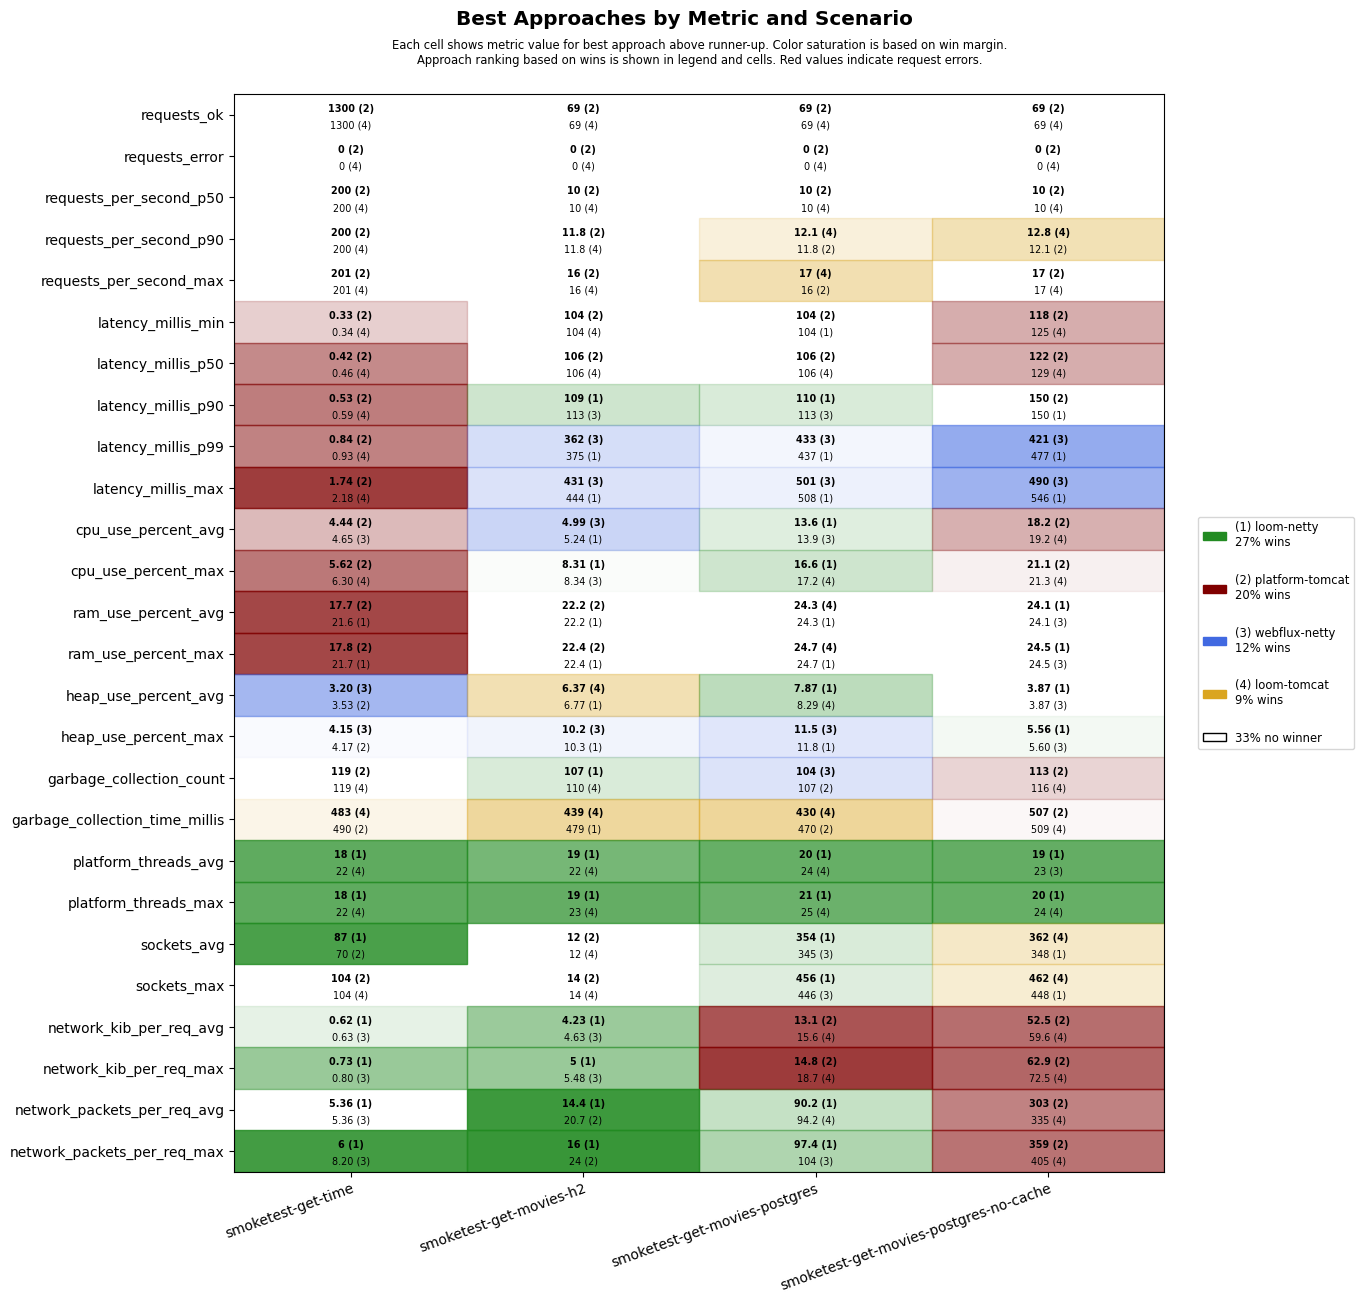 Best Approaches by Metric and Scenario
Each cell shows metric value for best approach above runner-up. Color saturation is based on win margin.
Approach ranking based on wins is shown in legend and cells. Red values indicate request errors.
requests_ok
1300 (2) 69 (2) 69 (2) 69 (2)
1300 (4) 69 (4) 69 (4) 69 (4)
requests_error
0 (2) 0 (2) 0 (2) 0 (2)
0 (4) 0 (4) 0 (4) 0 (4)
requests_per_second_p50
200 (2) 10 (2) 10 (2) 10 (2)
200 (4) 10 (4) 10 (4) 10 (4)
requests_per_second_p90
200 (2) 11.8 (2) 12.1 (4) 12.8 (4)
200 (4) 11.8 (4) 11.8 (2) 12.1 (2)
requests_per_second_max
201 (2) 16 (2) 17 (4) 17 (2)
201 (4) 16 (4) 16 (2) 17 (4)
latency_millis_min
0.33 (2) 104 (2) 104 (2) 118 (2)
0.34 (4) 104 (4) 104 (1) 125 (4)
latency_millis_p50
0.42 (2) 106 (2) 106 (2) 122 (2)
0.46 (4) 106 (4) 106 (4) 129 (4)
latency_millis_p90
0.53 (2) 109 (1) 110 (1) 150 (2)
0.59 (4) 113 (3) 113 (3) 150 (1)
latency_millis_p99
0.84 (2) 362 (3) 433 (3) 421 (3)
0.93 (4) 375 (1) 437 (1) 477 (1)
latency_millis_max
1.74 (2) 431 (3) 501 (3) 490 (3)
2.18 (4) 444 (1) 508 (1) 546 (1)
cpu_use_percent_avg
4.44 (2) 4.99 (3) 13.6 (1) 18.2 (2)
4.65 (3) 5.24 (1) 13.9 (3) 19.2 (4)
cpu_use_percent_max
5.62 (2) 8.31 (1) 16.6 (1) 21.1 (2)
6.30 (4) 8.34 (3) 17.2 (4) 21.3 (4)
ram_use_percent_avg
17.7 (2) 22.2 (2) 24.3 (4) 24.1 (1)
21.6 (1) 22.2 (1) 24.3 (1) 24.1 (3)
ram_use_percent_max
17.8 (2) 22.4 (2) 24.7 (4) 24.5 (1)
21.7 (1) 22.4 (1) 24.7 (1) 24.5 (3)
heap_use_percent_avg
3.20 (3) 6.37 (4) 7.87 (1) 3.87 (1)
3.53 (2) 6.77 (1) 8.29 (4) 3.87 (3)
heap_use_percent_max
4.15 (3) 10.2 (3) 11.5 (3) 5.56 (1)
4.17 (2) 10.3 (1) 11.8 (1) 5.60 (3)
garbage_collection_count
119 (2) 107 (1) 104 (3) 113 (2)
119 (4) 110 (4) 107 (2) 116 (4)
garbage_collection_time_millis
483 (4) 439 (4) 430 (4) 507 (2)
490 (2) 479 (1) 470 (2) 509 (4)
platform_threads_avg
18 (1) 19 (1) 20 (1) 19 (1)
22 (4) 22 (4) 24 (4) 23 (3)
platform_threads_max
18 (1) 19 (1) 21 (1) 20 (1)
22 (4) 23 (4) 25 (4) 24 (4)
sockets_avg
87 (1) 12 (2) 354 (1) 362 (4)
70 (2) 12 (4) 345 (3) 348 (1)
sockets_max
104 (2) 14 (2) 456 (1) 462 (4)
104 (4) 14 (4) 446 (3) 448 (1)
network_kib_per_req_avg
0.62 (1) 4.23 (1) 13.1 (2) 52.5 (2)
0.63 (3) 4.63 (3) 15.6 (4) 59.6 (4)
network_kib_per_req_max
0.73 (1) 5 (1) 14.8 (2) 62.9 (2)
0.80 (3) 5.48 (3) 18.7 (4) 72.5 (4)
network_packets_per_req_avg
5.36 (1) 14.4 (1) 90.2 (1) 303 (2)
5.36 (3) 20.7 (2) 94.2 (4) 335 (4)
network_packets_per_req_max
6 (1) 16 (1) 97.4 (1) 359 (2)
8.20 (3) 24 (2) 104 (3) 405 (4)
smoketest-get-time
smoketest-get-movies-h2
smoketest-get-movies-postgres
smoketest-get-movies-postgres-no-cache
(1) loom-netty
27% wins
(2) platform-tomcat
20% wins
(3) webflux-netty
12% wins
(4) loom-tomcat
9% wins
33% no winner